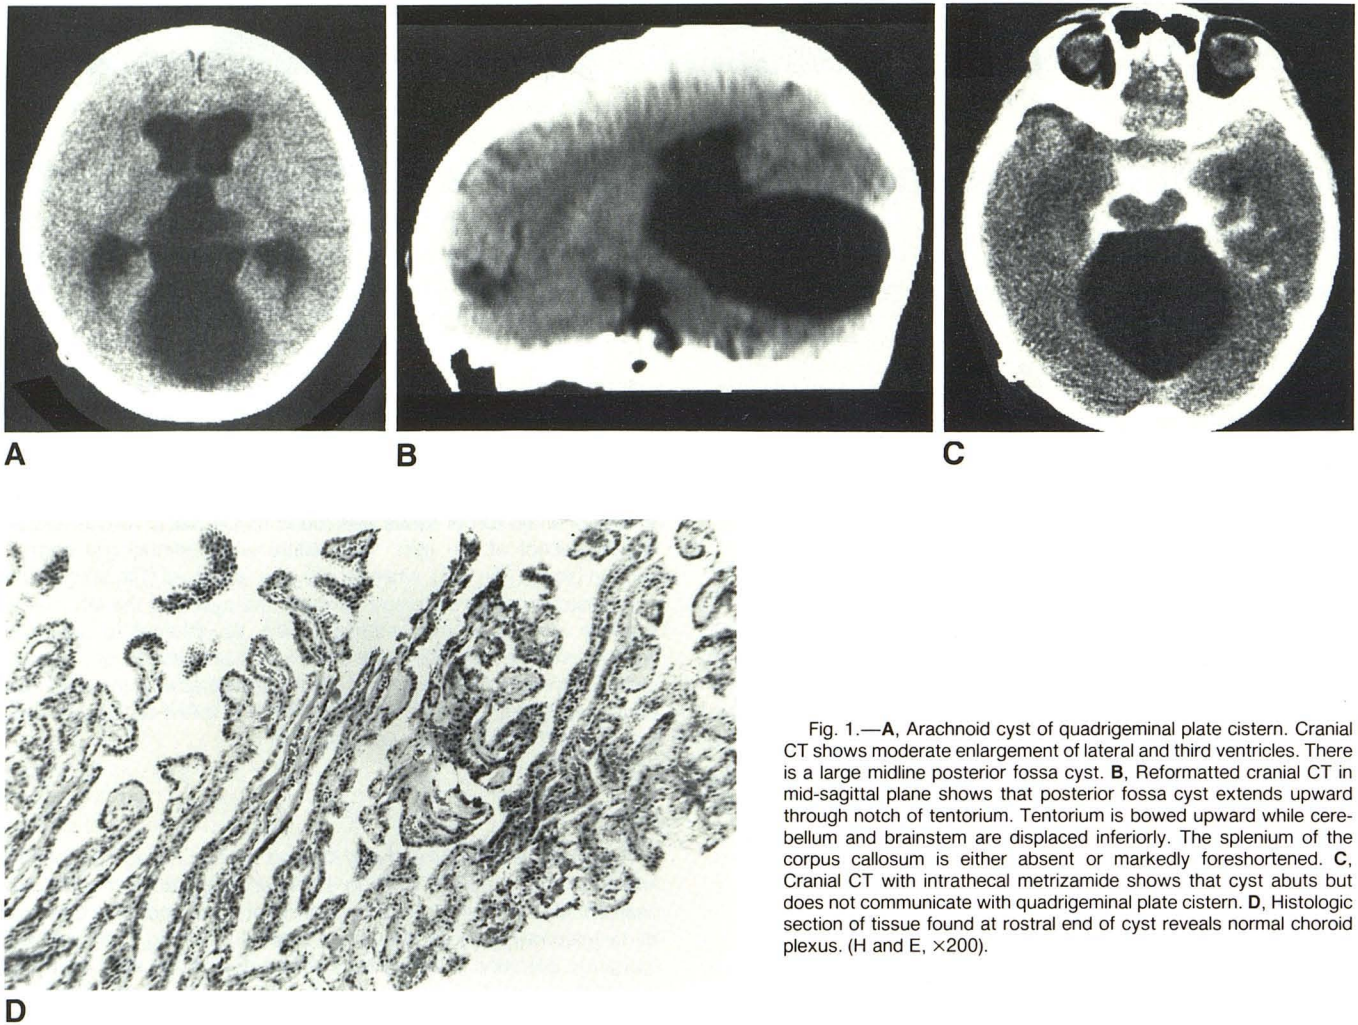 A
B
C
D
Fig. 1.—A, Arachnoid cyst of quadrigeminal plate cistern. Cranial
CT shows moderate enlargement of lateral and third ventricles. There
is a large midline posterior fossa cyst. B, Reformatted cranial CT in
mid-sagittal plane shows that posterior fossa cyst extends upward
through notch of tentorium. Tentorium is bowed upward while cere-
bellum and brainstem are displaced inferiorly. The splenium of the
corpus callosum is either absent or markedly foreshortened. C,
Cranial CT with intrathecal metrizamide shows that cyst abuts but
does not communicate with quadrigeminal plate cistern. D, Histologic
section of tissue found at rostral end of cyst reveals normal choroid
plexus. (H and E, ×200).